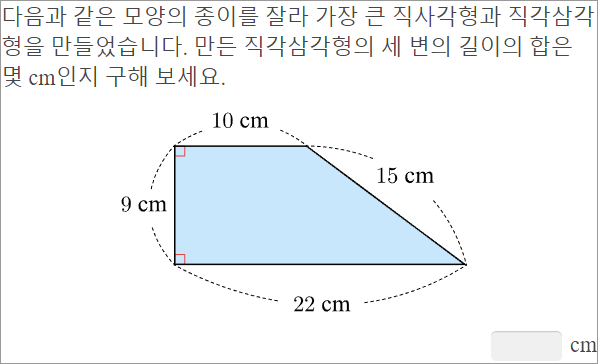 다음과 같은 모양의 종이를 잘라 가장 큰 직사각형과 직각삼각
형을 만들었습니다. 만든 직각삼각형의 세 변의 길이의 합은
몇 cm인지 구해 보세요.
10 cm
15 cm
9 cm
22 cm
cm